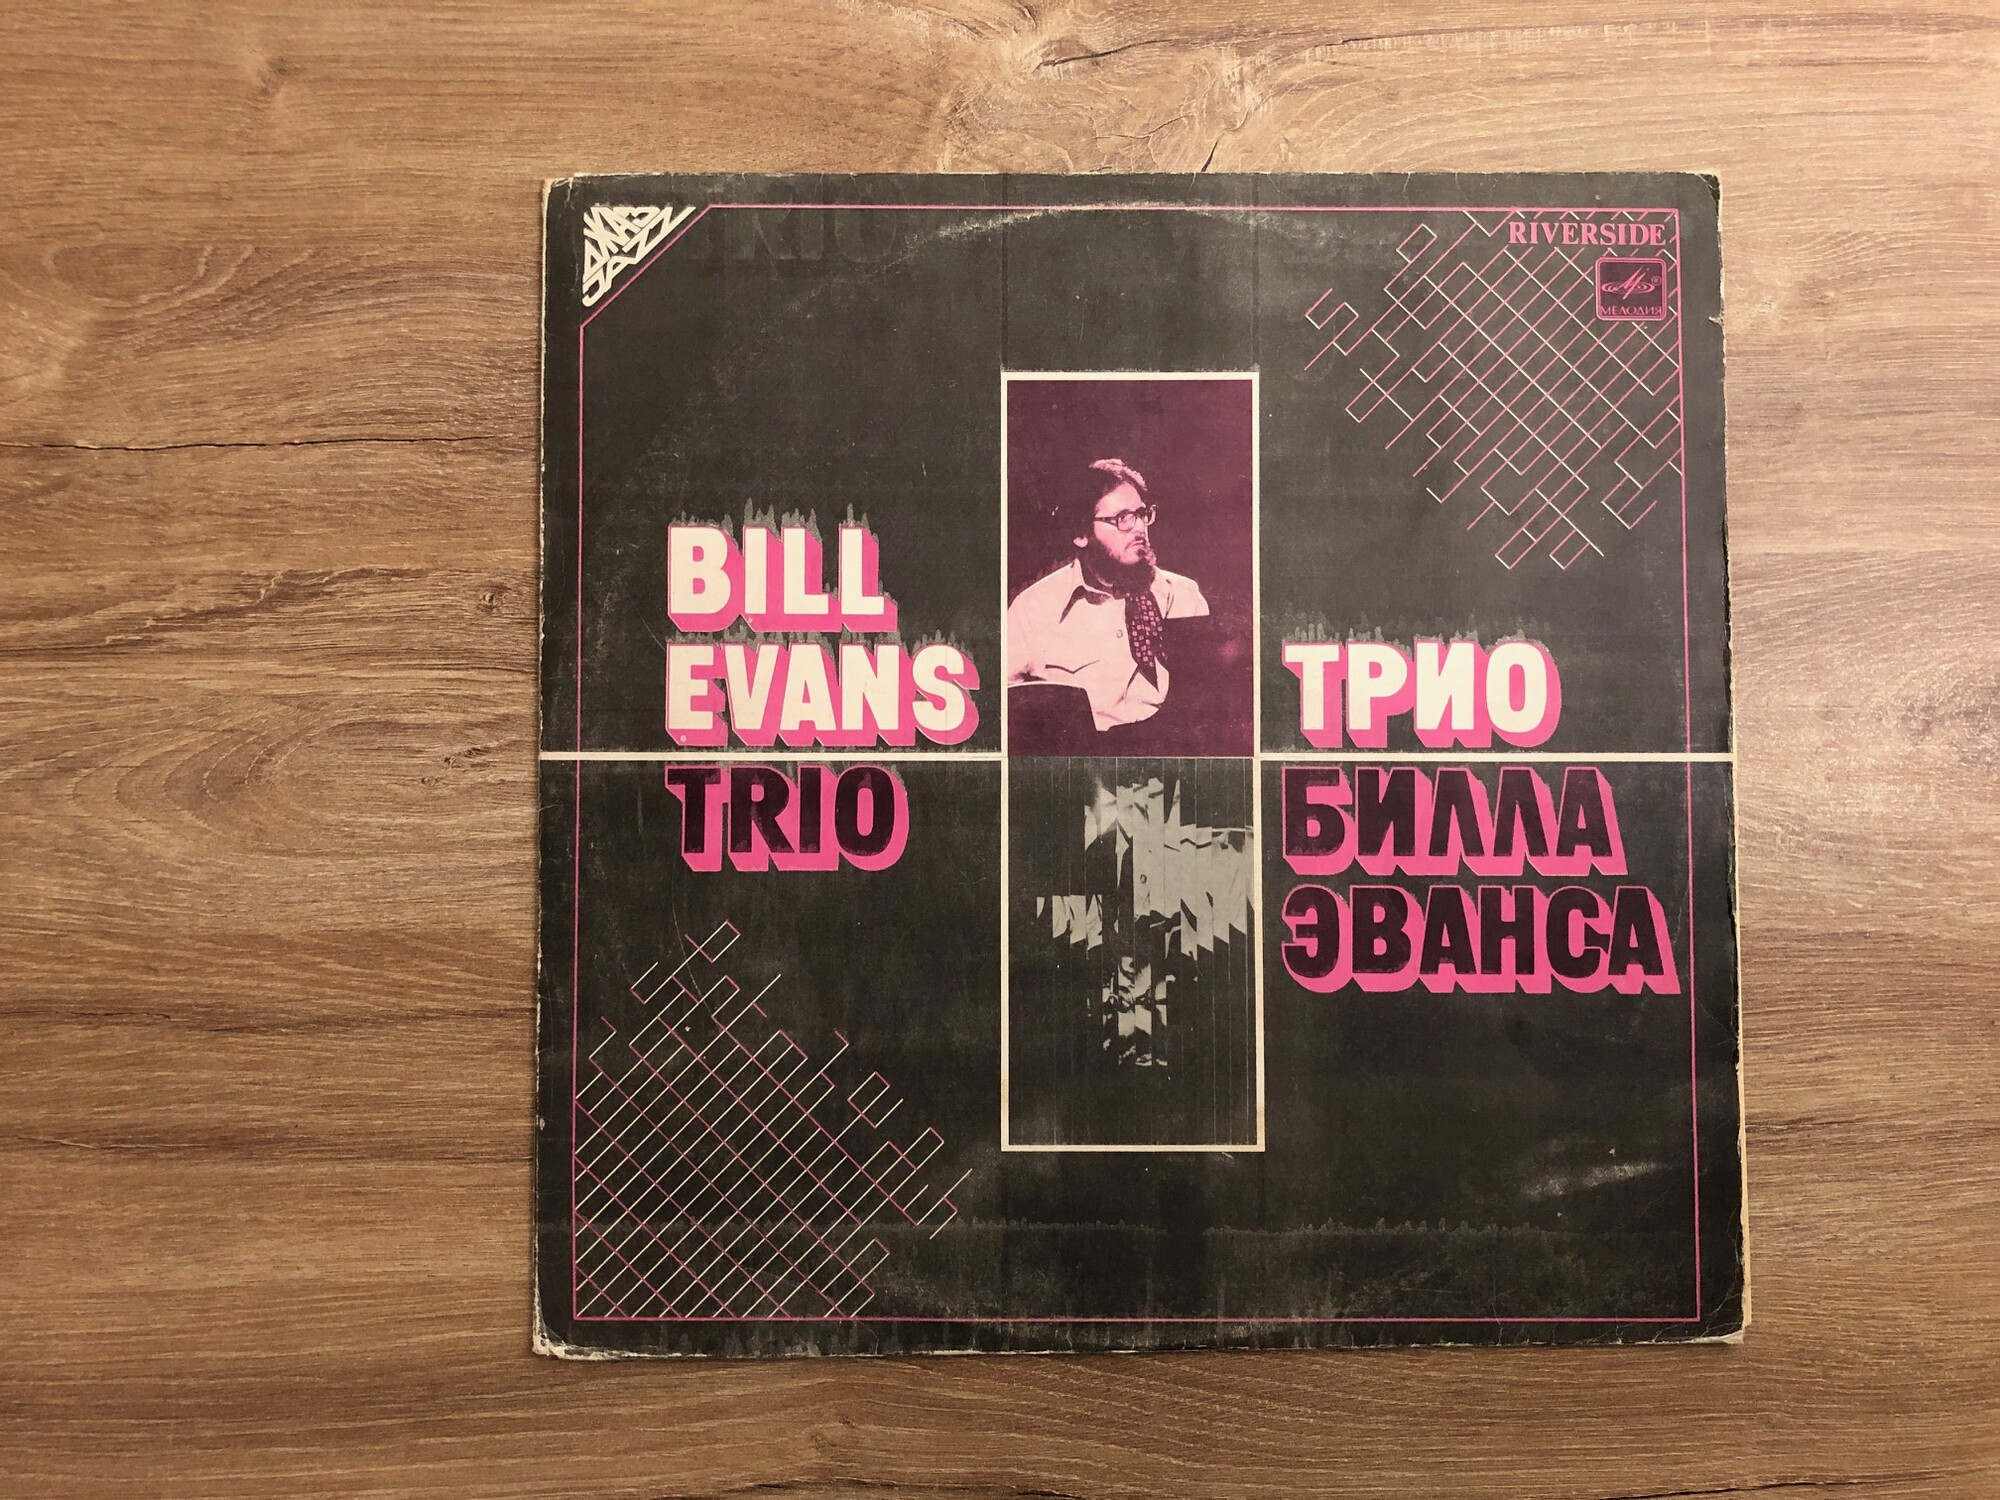 ДЖАЗ
JAZZ
RIVERSIDE
МЕЛОДИЯ
BILL
EVANS
TRIO
ТРИО
БИЛЛА
ЭВАНСА